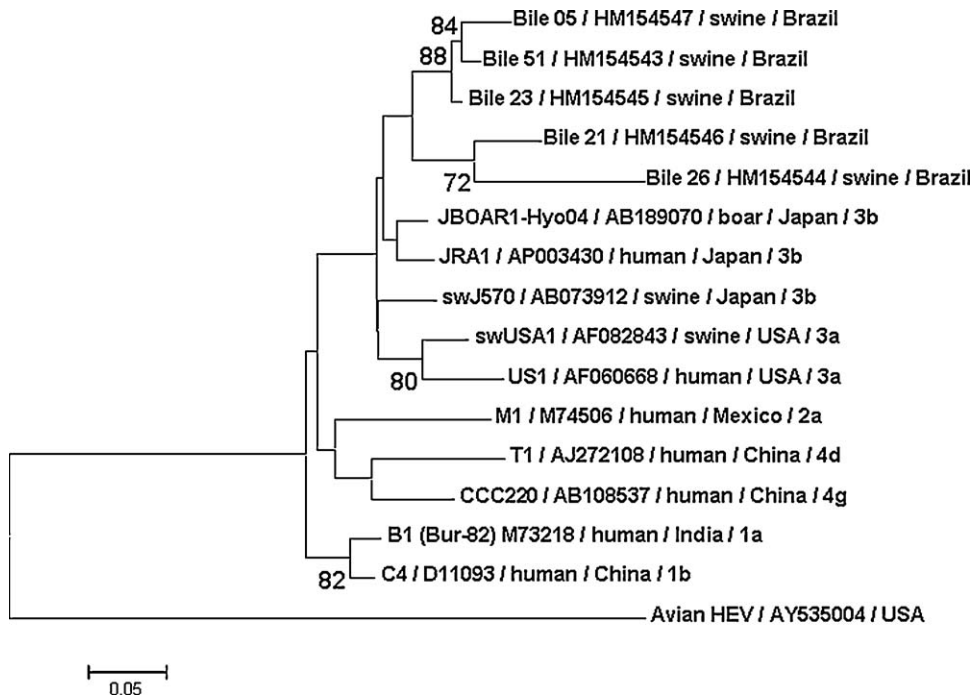 84
Bile 05 / HM154547 / swine / Brazil
88
Bile 51 / HM154543 / swine / Brazil
Bile 23 / HM154545 / swine / Brazil
Bile 21 / HM154546 / swine / Brazil
72
Bile 26 / HM154544 / swine / Brazil
JBOAR1-Hyo04 / AB189070 / boar / Japan / 3b
JRA1 / AP003430 / human / Japan / 3b
swJ570 / AB073912 / swine / Japan / 3b
swUSA1 / AF082843 / swine / USA / 3a
80
US1 / AF060668 / human / USA / 3a
M1 / M74506 / human / Mexico / 2a
T1 / AJ272108 / human / China / 4d
CCC220 / AB108537 / human / China / 4g
B1 (Bur-82) M73218 / human / India / 1a
82
C4 / D11093 / human / China / 1b
Avian HEV / AY535004 / USA
0.05